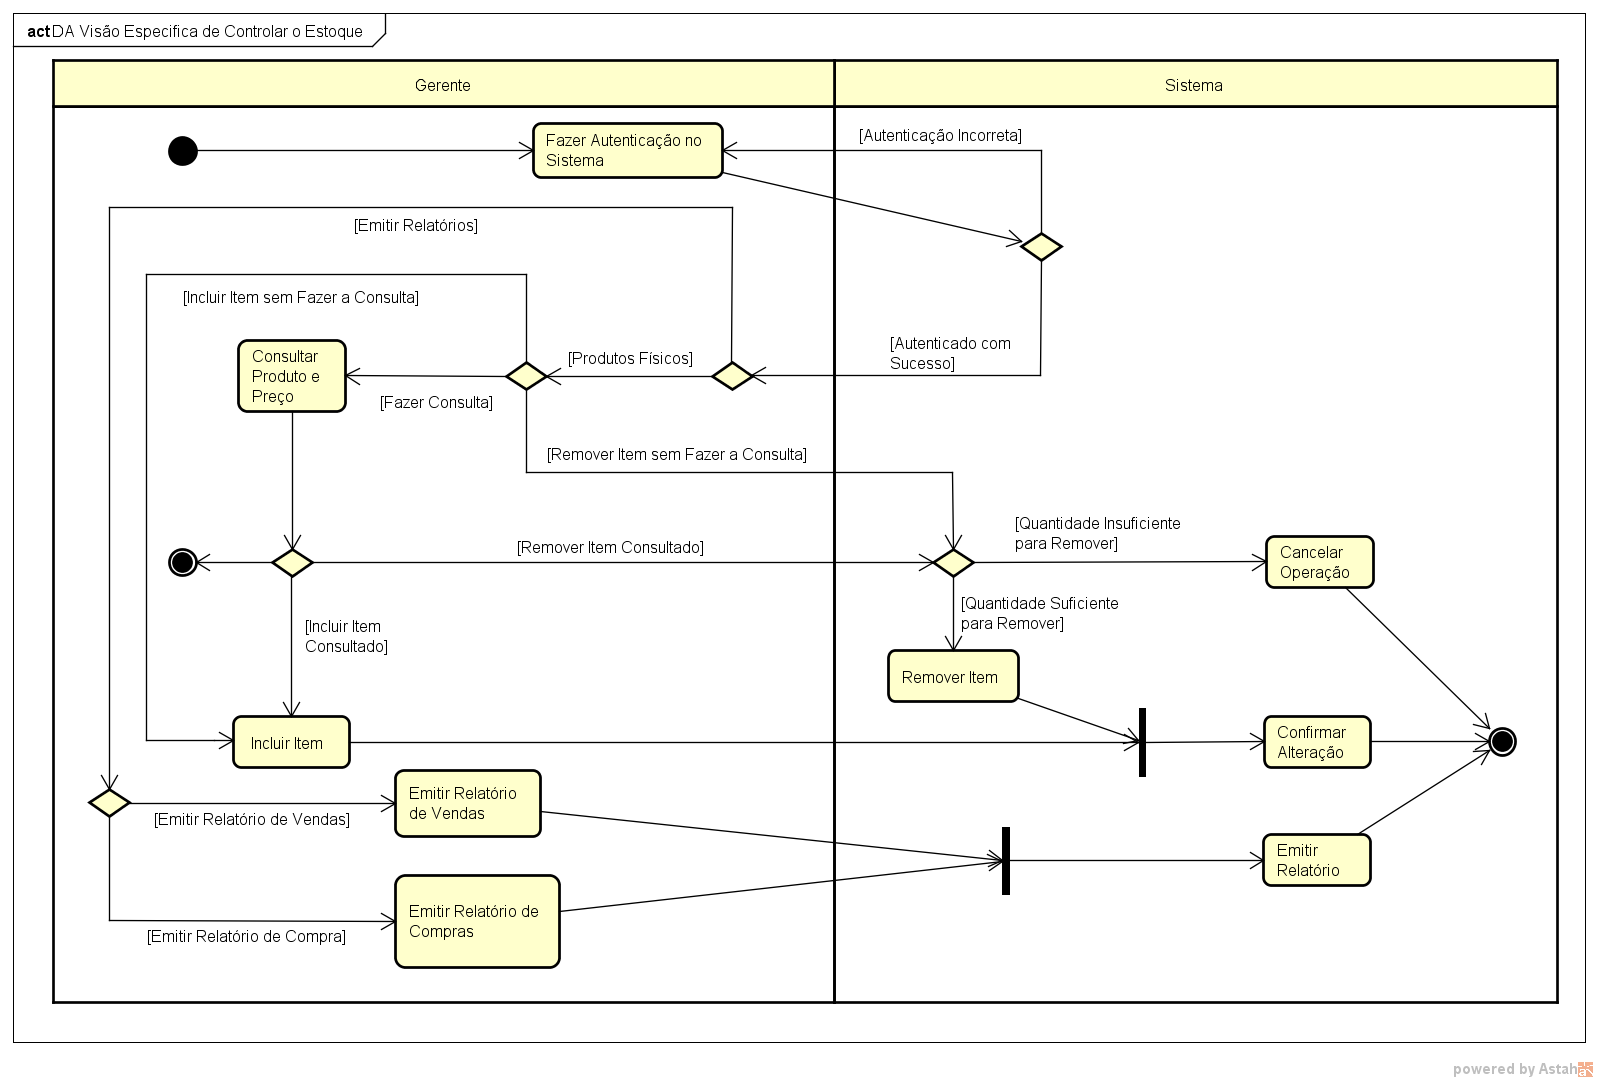 act DA Visão Especifica de Controlar o Estoque
Gerente
Sistema
Fazer Autenticação no
Sistema
[Autenticação Incorreta]
[Emitir Relatórios]
[Incluir Item sem Fazer a Consulta]
[Autenticado com
Sucesso]
[Produtos Físicos]
Consultar
Produto e
Preço
[Fazer Consulta]
[Remover Item sem Fazer a Consulta]
[Remover Item Consultado]
[Quantidade Insuficiente
para Remover]
Cancelar
Operação
[Quantidade Suficiente
para Remover]
[Incluir Item
Consultado]
Remover Item
Incluir Item
Confirmar
Alteração
Emitir Relatório
de Vendas
[Emitir Relatório de Vendas]
Emitir
Relatório
Emitir Relatório de
Compras
[Emitir Relatório de Compra]
powered by Astah